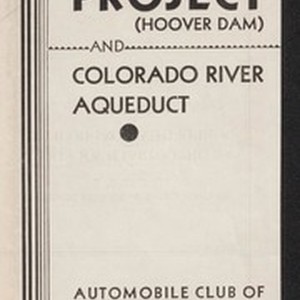 PROJECT
(HOOVER DAM)
AND
COLORADO RIVER
AQUEDUCT
AUTOMOBILE CLUB OF